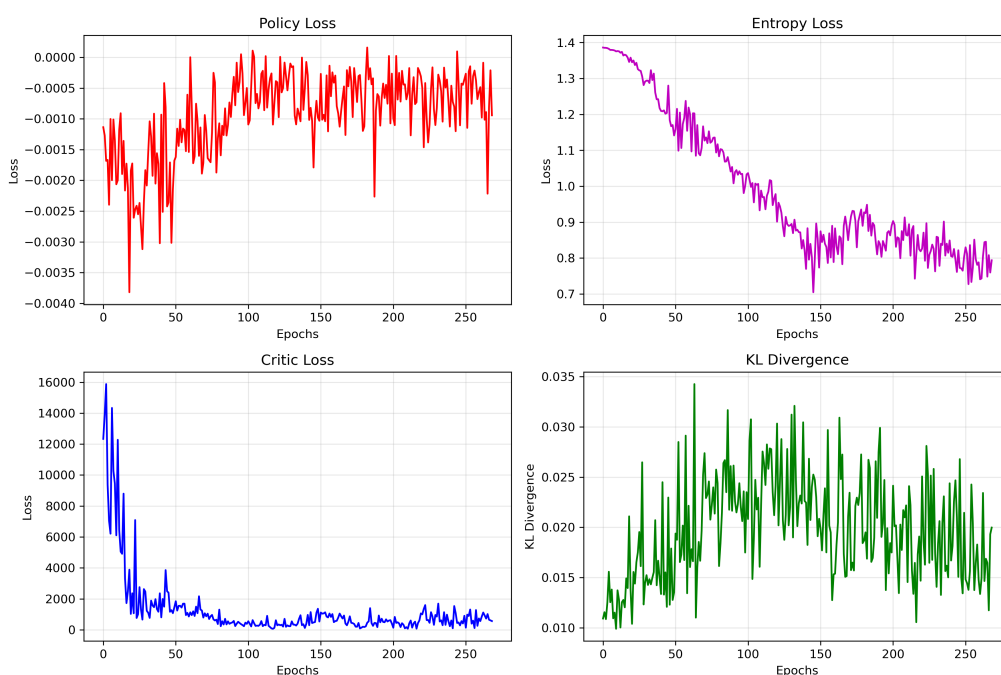 Policy Loss
Loss
0.0000
−0.0005
−0.0010
−0.0015
−0.0020
−0.0025
−0.0030
−0.0035
−0.0040
0 50 100 150 200 250
Epochs
Entropy Loss
Loss
1.4
1.3
1.2
1.1
1.0
0.9
0.8
0.7
0 50 100 150 200 250
Epochs
Critic Loss
Loss
16000
14000
12000
10000
8000
6000
4000
2000
0
0 50 100 150 200 250
Epochs
KL Divergence
KL Divergence
0.035
0.030
0.025
0.020
0.015
0.010
0 50 100 150 200 250
Epochs